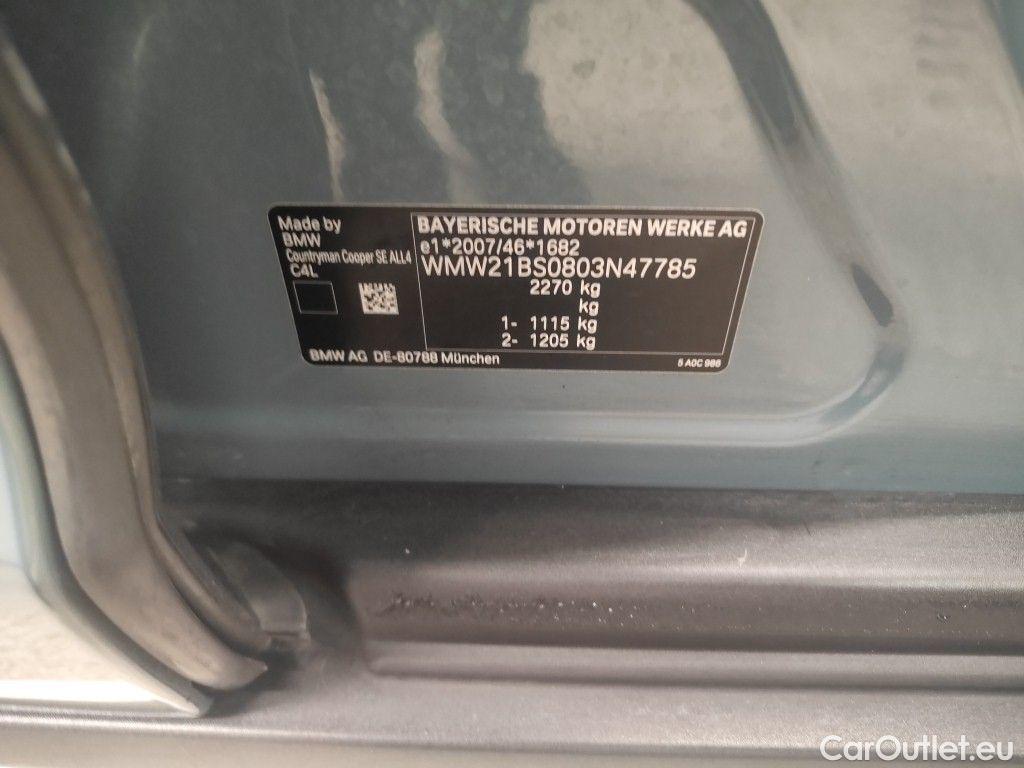 Made by
BMW
Countryman Cooper SE ALL4
C4L
BAYERISCHE MOTOREN WERKE AG
e1*2007/46*1682
WMW21BS0803N47785
2270 kg
kg
1- 1115 kg
2- 1205 kg
BMW AG DE-80788 München
5 A0C 986
CarOutlet.eu